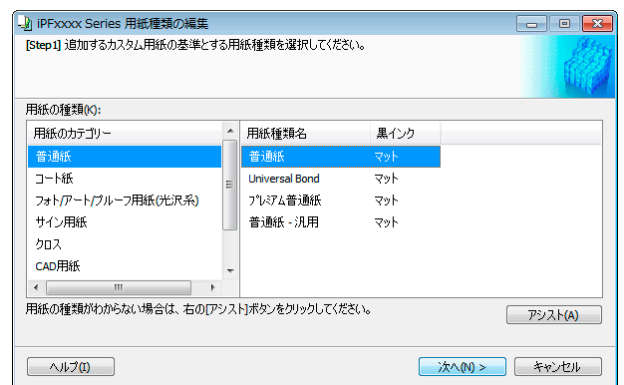 iPFxxxx Series 用紙種類の編集
[Step1] 追加するカスタム用紙の基準とする用紙種類を選択してください。
用紙の種類(K):
用紙のカテゴリー
普通紙
コート紙
フォト/アート/プルーフ用紙(光沢系)
サイン用紙
クロス
CAD用紙
用紙種類名 黒インク
普通紙 マット
Universal Bond マット
プレミアム普通紙 マット
普通紙 - 汎用 マット
用紙の種類がわからない場合は、右の[アシスト]ボタンをクリックしてください。
アシスト(A)
ヘルプ(I)
次へ(N) >
キャンセル